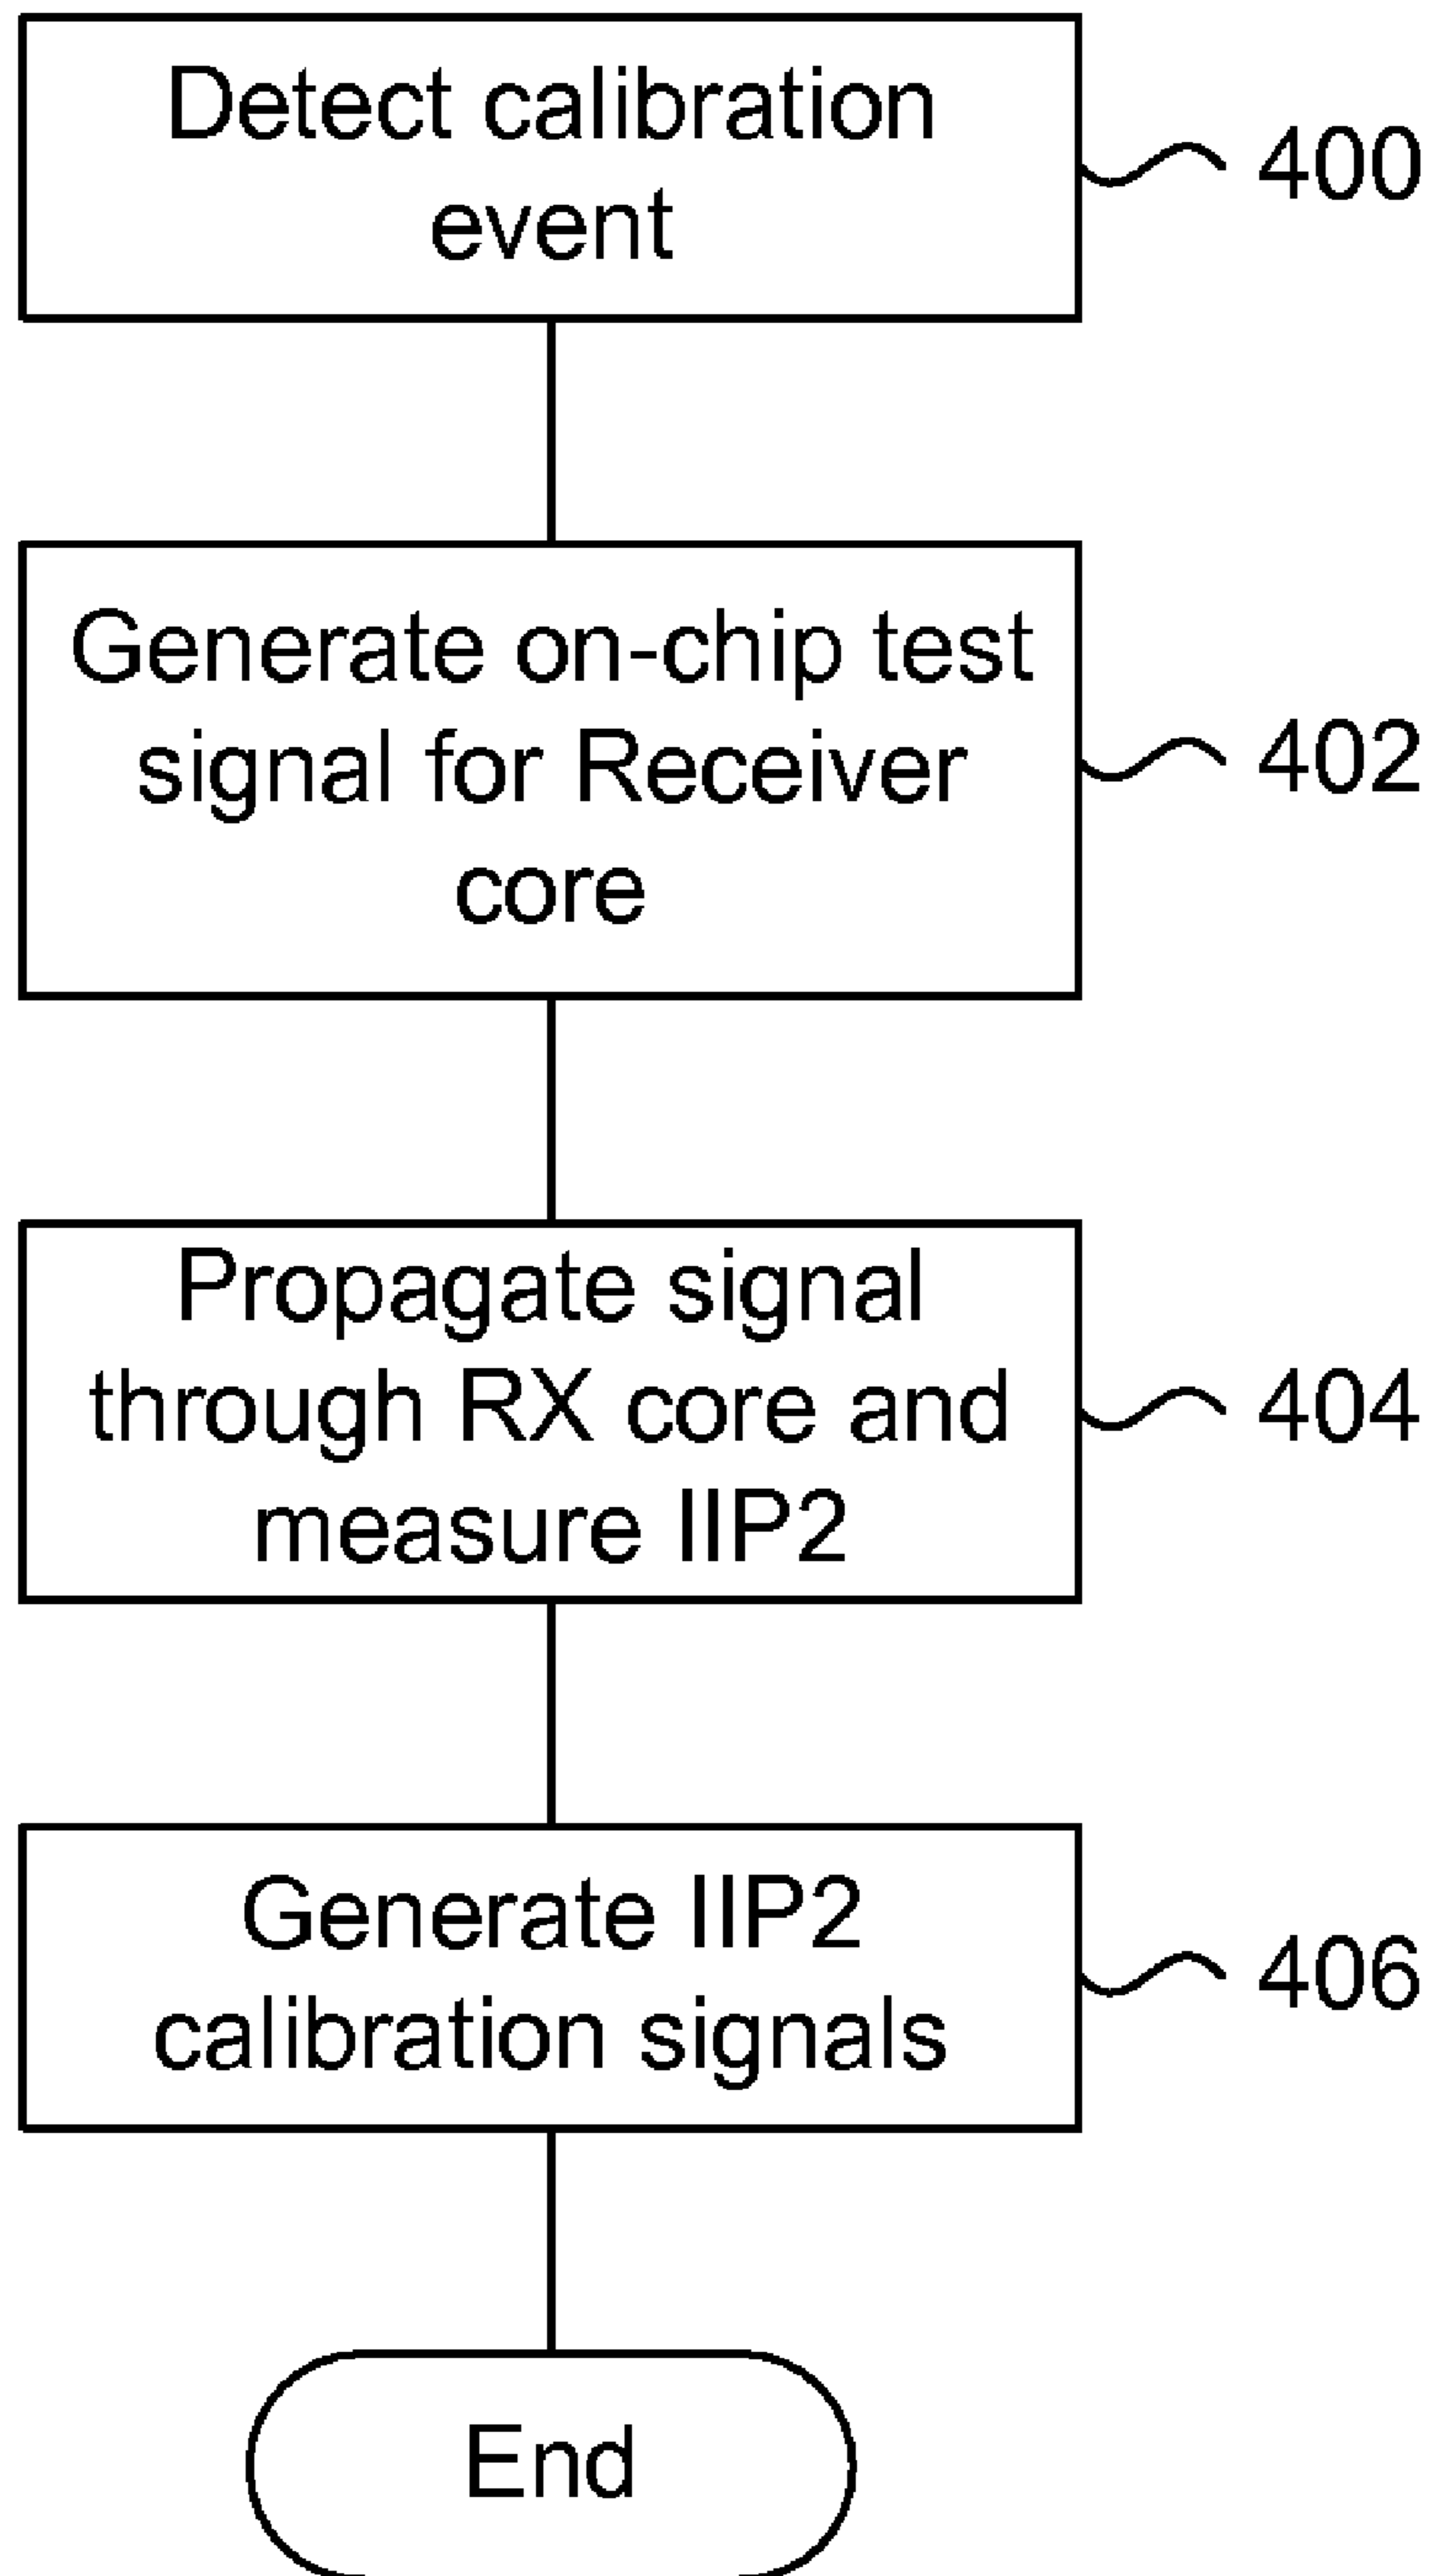 Detect calibration
event
400
Generate on-chip test
signal for Receiver
core
402
Propagate signal
through RX core and
measure IIP2
404
Generate IIP2
calibration signals
406
End